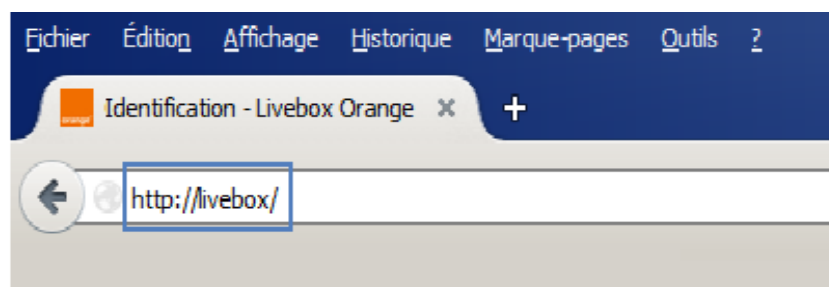 Fichier Édition Affichage Historique Marque-pages Outils ?
orange Identification - Livebox Orange × +
http://livebox/